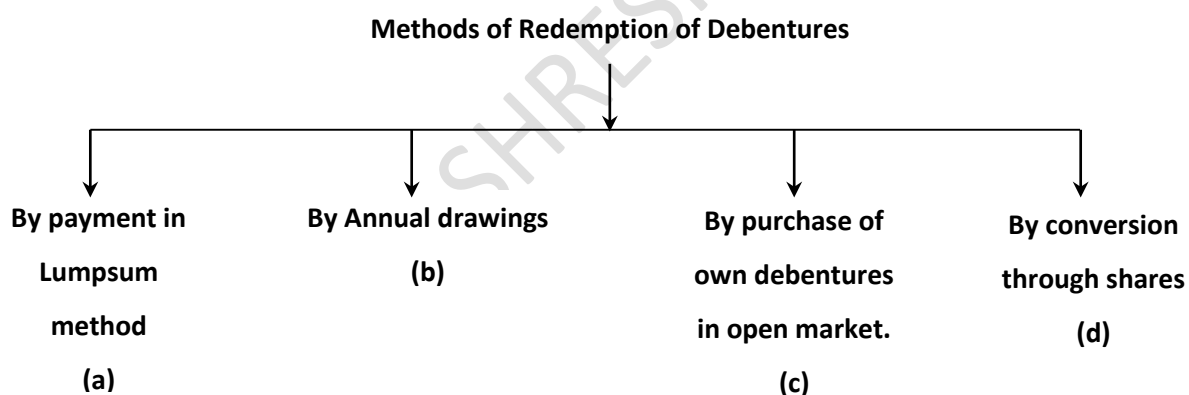 SHRESH
Methods of Redemption of Debentures
By payment in
Lumpsum
method
(a)
By Annual drawings
(b)
By purchase of
own debentures
in open market.
(c)
By conversion
through shares
(d)